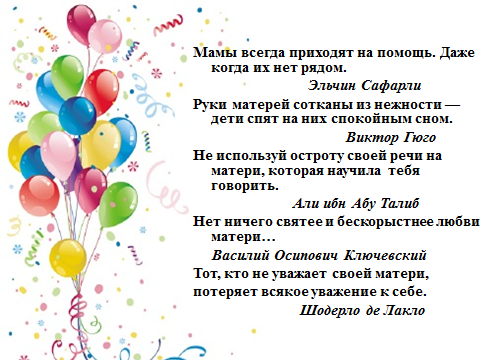 Мамы всегда приходят на помощь. Даже
когда их нет рядом.
Эльчин Сафарли
Руки матерей сотканы из нежности —
дети спят на них спокойным сном.
Виктор Гюго
Не используй остроту своей речи на
матери, которая научила тебя
говорить.
Али ибн Абу Талиб
Нет ничего святее и бескорыстнее любви
матери…
Василий Осипович Ключевский
Тот, кто не уважает своей матери,
потеряет всякое уважение к себе.
Шодерло де Лакло